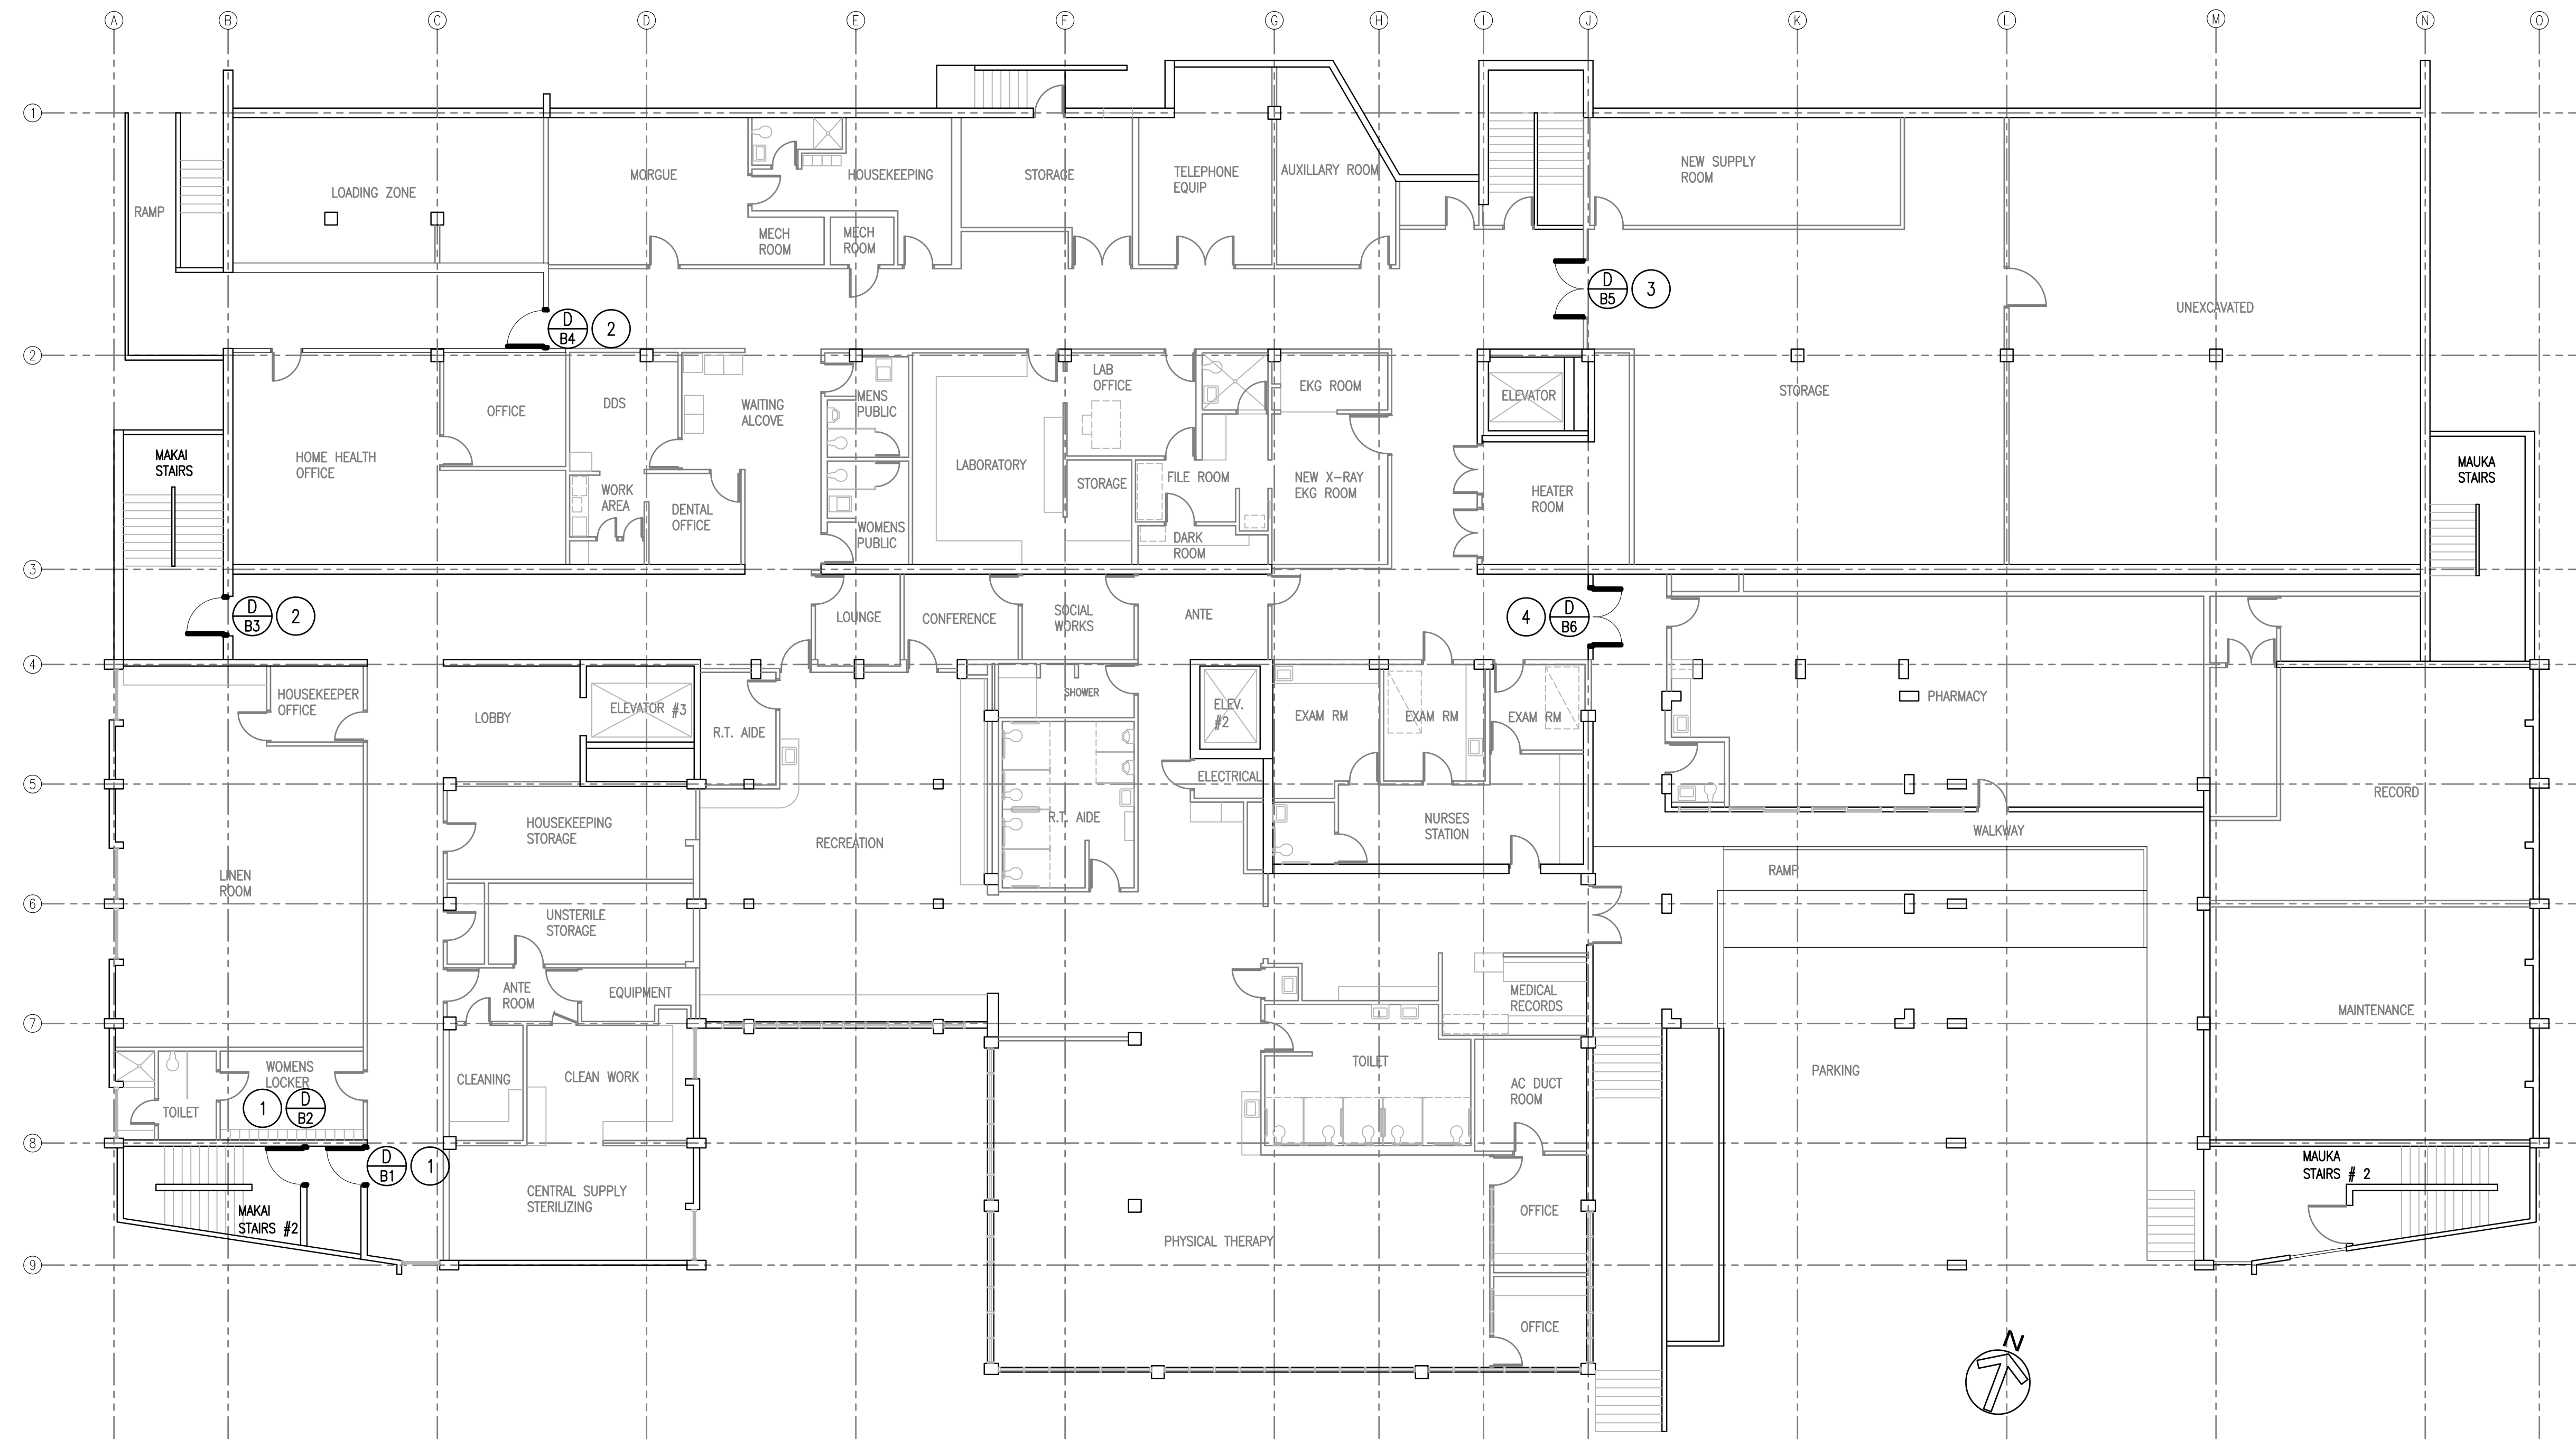 A B C D E F G H I J K L M N O
1
RAMP
LOADING ZONE
MORGUE
HOUSEKEEPING
MECH
ROOM
MECH
ROOM
STORAGE
TELEPHONE
EQUIP
AUXILLARY ROOM
NEW SUPPLY
ROOM
UNEXCAVATED
D
B4
2
D
B5
3
2
MAKAI
STAIRS
HOME HEALTH
OFFICE
OFFICE
DDS
WAITING
ALCOVE
WORK
AREA
DENTAL
OFFICE
MENS
PUBLIC
WOMENS
PUBLIC
LABORATORY
LAB
OFFICE
STORAGE
FILE ROOM
DARK
ROOM
EKG ROOM
NEW X-RAY
EKG ROOM
ELEVATOR
HEATER
ROOM
STORAGE
MAUKA
STAIRS
3
D
B3
2
LOUNGE
CONFERENCE
SOCIAL
WORKS
ANTE
4
D
B6
4
HOUSEKEEPER
OFFICE
LOBBY
ELEVATOR #3
R.T. AIDE
SHOWER
ELEV.
#2
EXAM RM
EXAM RM
EXAM RM
PHARMACY
5
ELECTRICAL
RECORD
HOUSEKEEPING
STORAGE
RECREATION
R.T. AIDE
NURSES
STATION
WALKWAY
LINEN
ROOM
RAMP
6
UNSTERILE
STORAGE
ANTE
ROOM
EQUIPMENT
MEDICAL
RECORDS
MAINTENANCE
7
WOMENS
LOCKER
CLEANING
CLEAN WORK
TOILET
AC DUCT
ROOM
PARKING
TOILET
1
D
B2
8
D
B1
1
MAKAI
STAIRS #2
CENTRAL SUPPLY
STERILIZING
PHYSICAL THERAPY
OFFICE
MAUKA
STAIRS # 2
9
OFFICE
N